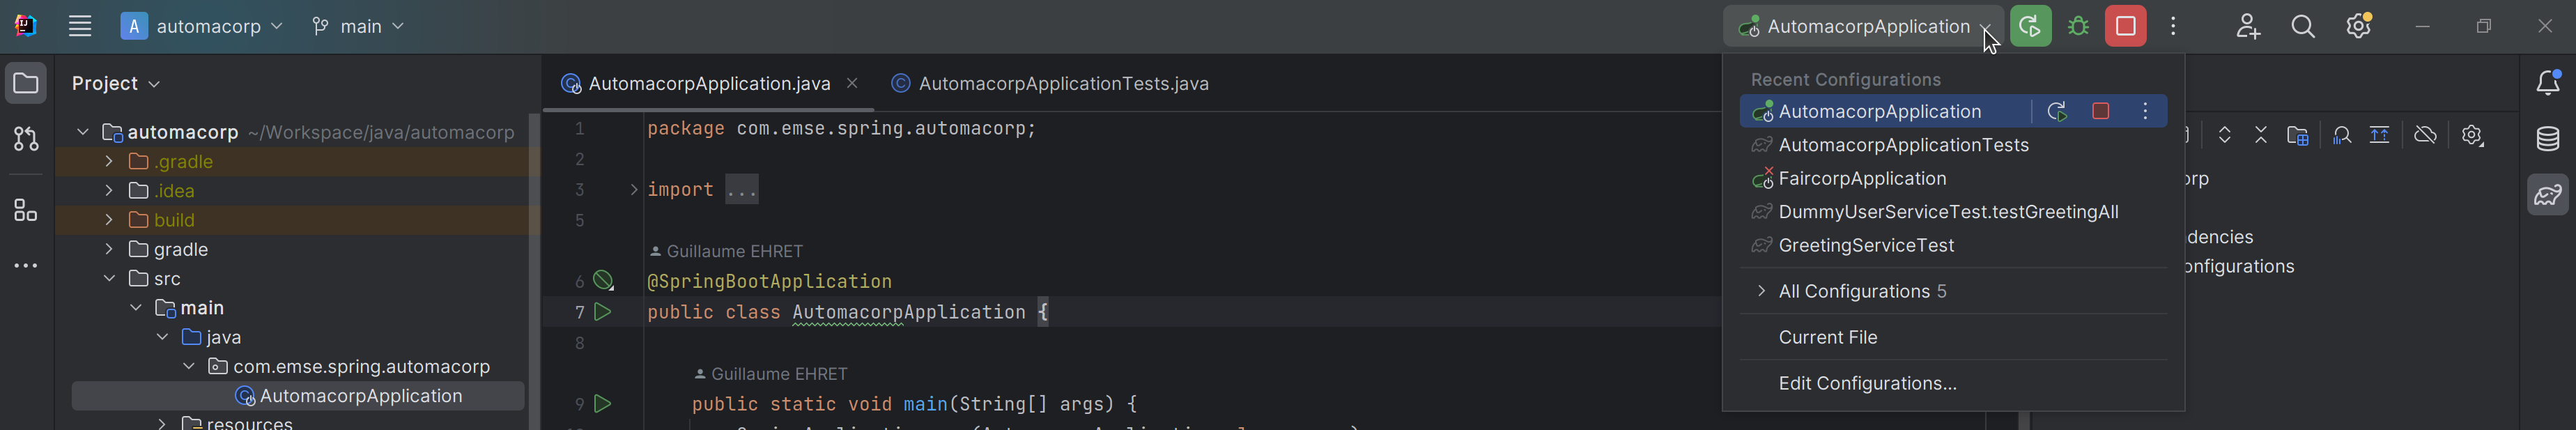 A automacorp main AutomacorpApplication
Project
automacorp ~/Workspace/java/automacorp
.gradle
.idea
build
gradle
src
main
java
com.emse.spring.automacorp
AutomacorpApplication
resources
AutomacorpApplication.java AutomacorpApplicationTests.java
1 package com.emse.spring.automacorp;
2
3 import ...
5
Guillaume EHRET
6 @SpringBootApplication
7 public class AutomacorpApplication {
8
Guillaume EHRET
9 public static void main(String[] args) {
Recent Configurations
AutomacorpApplication
AutomacorpApplicationTests
FaircorpApplication
DummyUserServiceTest.testGreetingAll
GreetingServiceTest
All Configurations 5
Current File
Edit Configurations...
orp
dencies
onfigurations